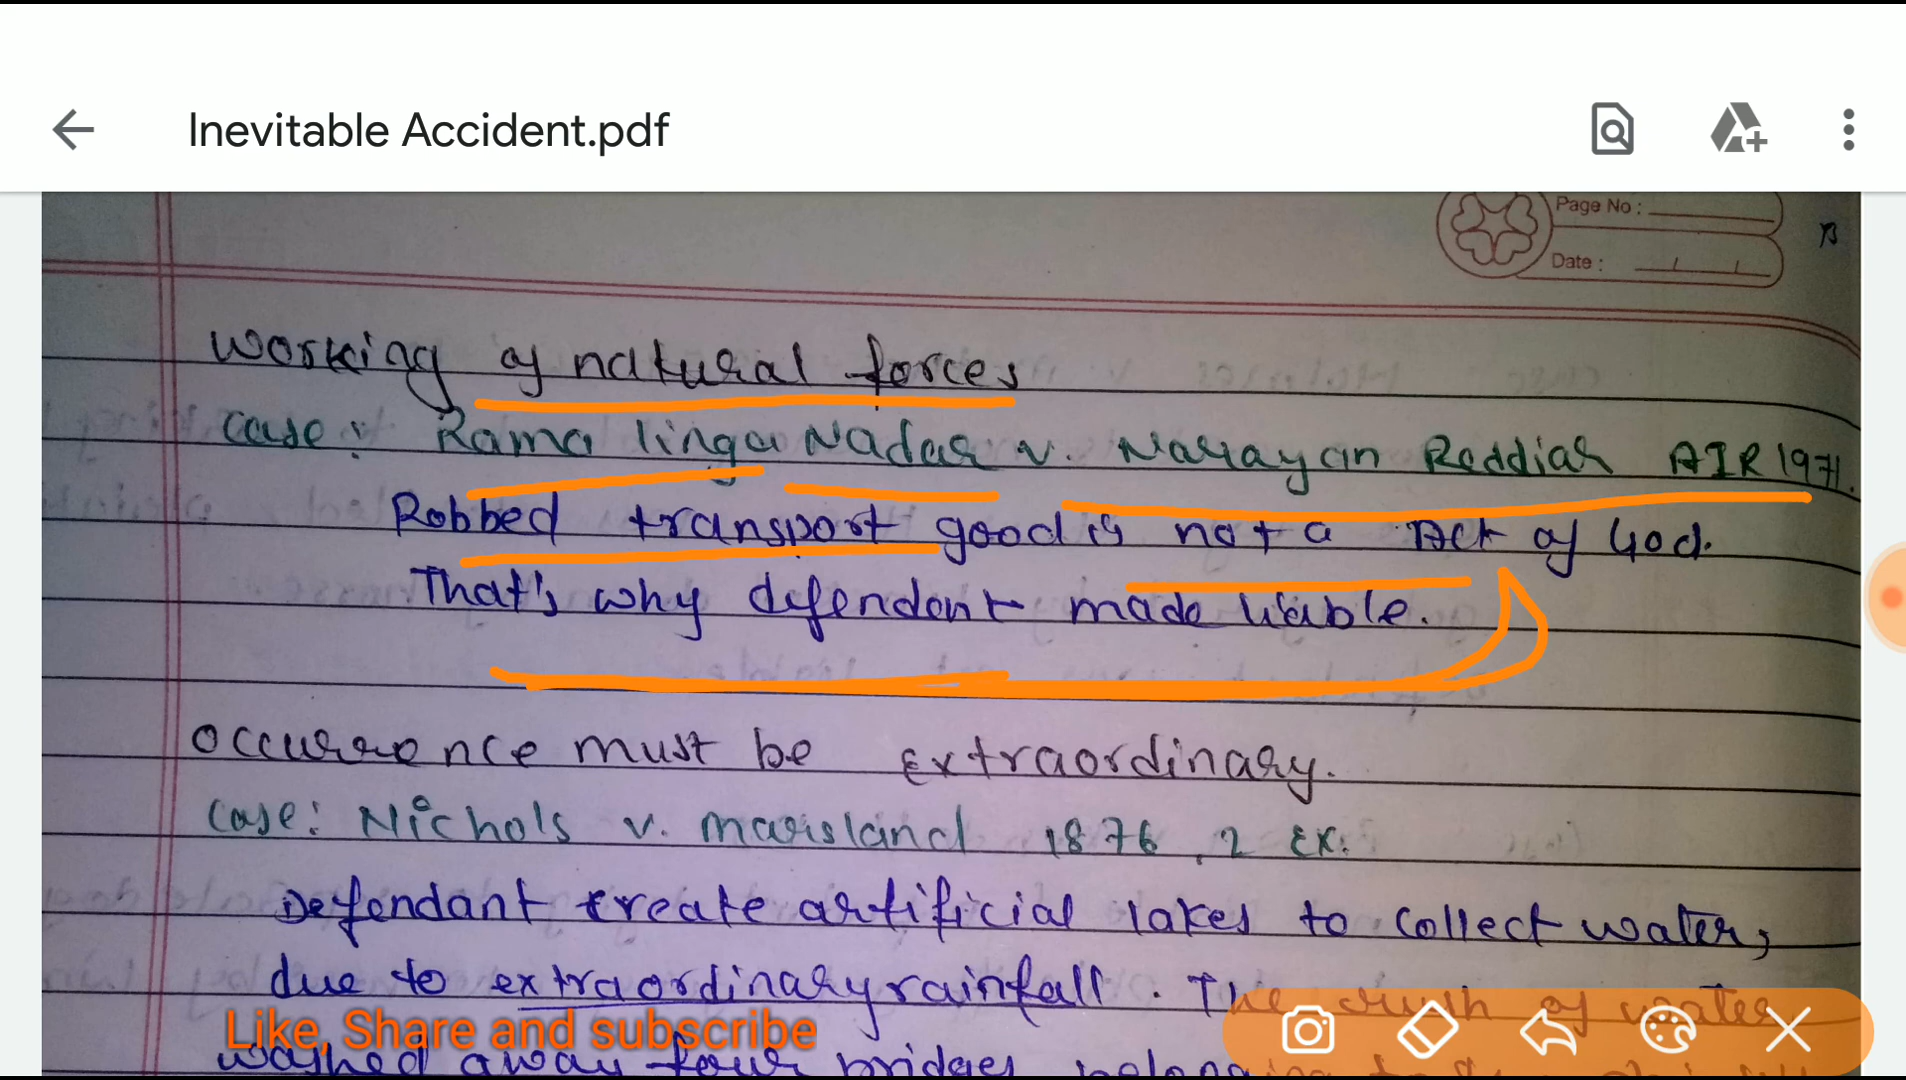 Inevitable Accident.pdf
Page No :
Date :
Working of natural forces
Case : Rama linga Nadar v. Narayan Reddiar AIR 1971.
Robbed transport good is not a Act of God.
That's why defendant made liable.
Occurrence must be extraordinary.
Case: Nichols v. marsland 1876, 2 Ex.
Defendant create artificial lakes to collect water,
due to extraordinary rainfall. The rush of water
Like, Share and subscribe
washed away four bridges